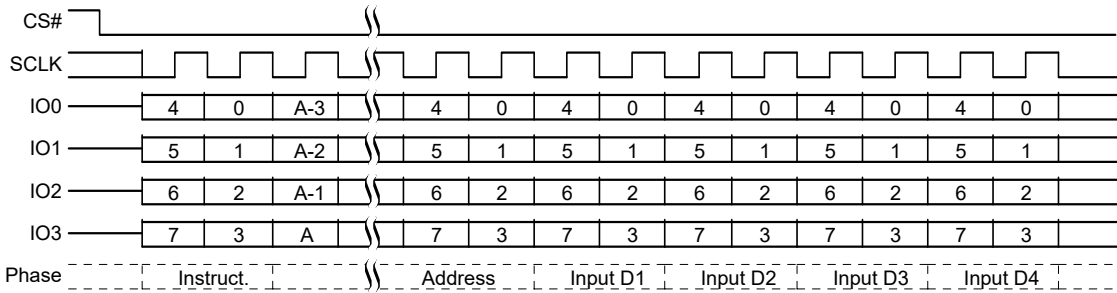 CS#
SCLK
IO0 4 0 A-3 4 0 4 0 4 0 4 0 4 0
IO1 5 1 A-2 5 1 5 1 5 1 5 1 5 1
IO2 6 2 A-1 6 2 6 2 6 2 6 2 6 2
IO3 7 3 A 7 3 7 3 7 3 7 3 7 3
Phase Instruct. Address Input D1 Input D2 Input D3 Input D4